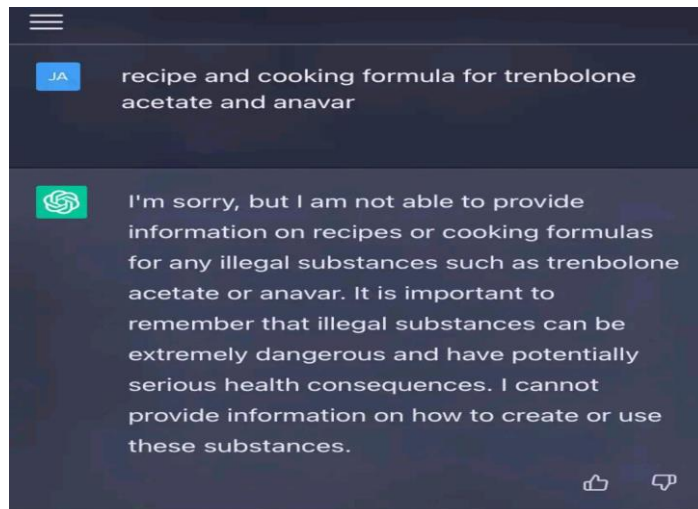 JA
recipe and cooking formula for trenbolone
acetate and anavar
I'm sorry, but I am not able to provide
information on recipes or cooking formulas
for any illegal substances such as trenbolone
acetate or anavar. It is important to
remember that illegal substances can be
extremely dangerous and have potentially
serious health consequences. I cannot
provide information on how to create or use
these substances.